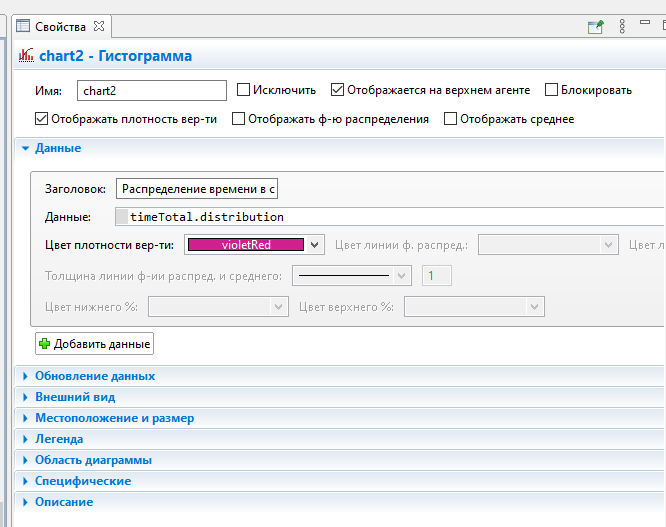 Свойства
chart2 - Гистограмма
Имя: chart2 Исключить Отображается на верхнем агенте Блокировать
Отображать плотность вер-ти Отображать ф-ю распределения Отображать среднее
Данные
Заголовок: Распределение времени в с
Данные: timeTotal.distribution
Цвет плотности вер-ти: violetRed Цвет линии ф. распред.: Цвет л
Толщина линии ф-ии распред. и среднего: 1
Цвет нижнего %: Цвет верхнего %:
Добавить данные
Обновление данных
Внешний вид
Местоположение и размер
Легенда
Область диаграммы
Специфические
Описание